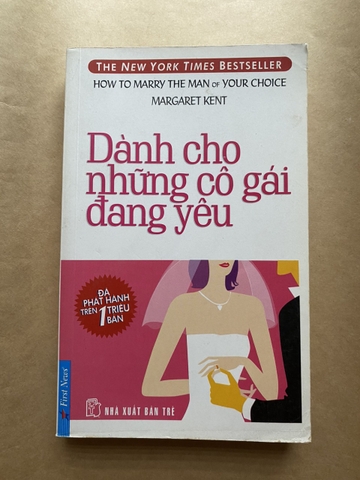 THE NEW YORK TIMES BESTSELLER
HOW TO MARRY THE MAN OF YOUR CHOICE
MARGARET KENT
Dành cho
những cô gái
đang yêu
ĐÃ
PHÁT HÀNH
TRÊN 1 TRIỆU
BẢN
First News
NHÀ XUẤT BẢN TRẺ